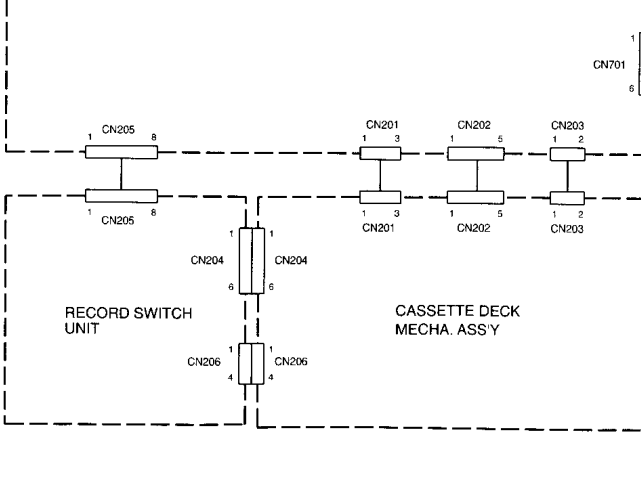 1
CN701
6
CN205
1 8
CN201
1 3
CN202
1 5
CN203
1 2
1 8
CN205
1 3
CN201
1 5
CN202
1 2
CN203
1 1
CN204 CN204
6 6
RECORD SWITCH
UNIT
CASSETTE DECK
MECHA. ASS'Y
1 1
CN206 CN206
4 4